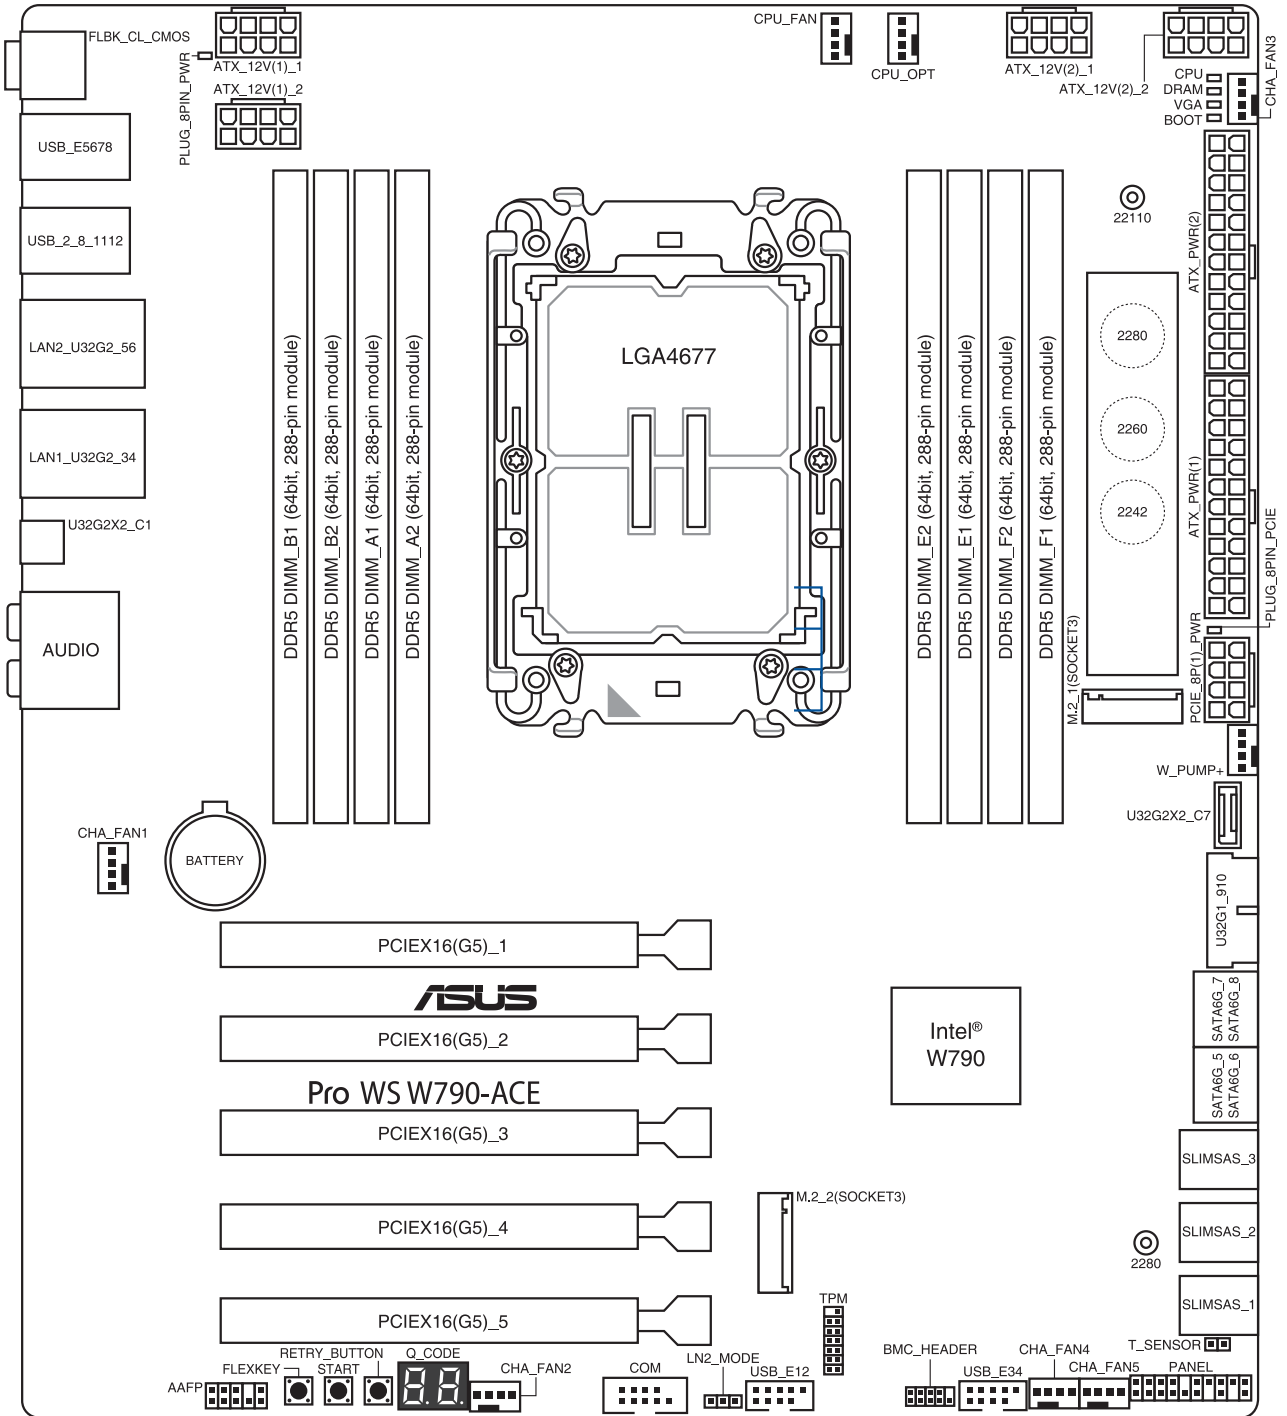 FLBK_CL_CMOS
PLUG_8PIN_PWR
ATX_12V(1)_1
ATX_12V(1)_2
CPU_FAN
CPU_OPT
ATX_12V(2)_1
ATX_12V(2)_2
CPU
DRAM
VGA
BOOT
CHA_FAN3
USB_E5678
USB_2_8_1112
LAN2_U32G2_56
LAN1_U32G2_34
U32G2X2_C1
AUDIO
DDR5 DIMM_B1 (64bit, 288-pin module)
DDR5 DIMM_B2 (64bit, 288-pin module)
DDR5 DIMM_A1 (64bit, 288-pin module)
DDR5 DIMM_A2 (64bit, 288-pin module)
LGA4677
DDR5 DIMM_E2 (64bit, 288-pin module)
DDR5 DIMM_E1 (64bit, 288-pin module)
DDR5 DIMM_F2 (64bit, 288-pin module)
DDR5 DIMM_F1 (64bit, 288-pin module)
22110
2280
2260
2242
M.2_1(SOCKET3)
ATX_PWR(2)
ATX_PWR(1)
PLUG_8PIN_PCIE
PCIE_8P(1)_PWR
W_PUMP+
U32G2X2_C7
U32G1_910
CHA_FAN1
BATTERY
PCIEX16(G5)_1
ASUS
PCIEX16(G5)_2
Pro WS W790-ACE
PCIEX16(G5)_3
PCIEX16(G5)_4
PCIEX16(G5)_5
Intel®
W790
SATA6G_7
SATA6G_8
SATA6G_5
SATA6G_6
SLIMSAS_3
SLIMSAS_2
SLIMSAS_1
M.2_2(SOCKET3)
2280
TPM
T_SENSOR
AAFP
FLEXKEY
RETRY_BUTTON
START
Q_CODE
88
CHA_FAN2
COM
LN2_MODE
USB_E12
BMC_HEADER
USB_E34
CHA_FAN4
CHA_FAN5
PANEL